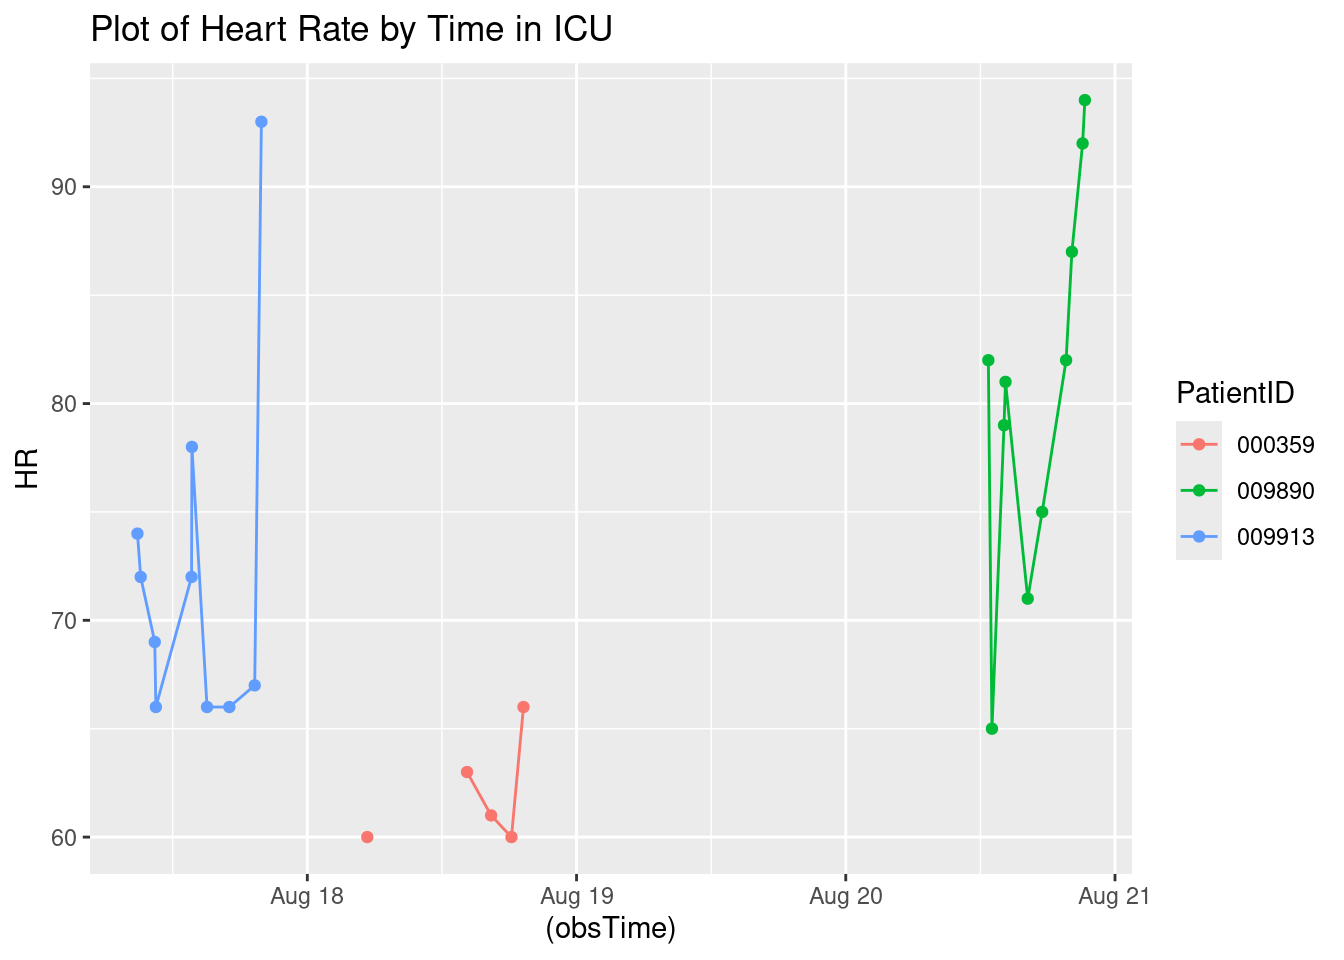 Plot of Heart Rate by Time in ICU
90
80
70
60
HR
Aug 18
Aug 19
Aug 20
Aug 21
(obsTime)
PatientID
000359
009890
009913